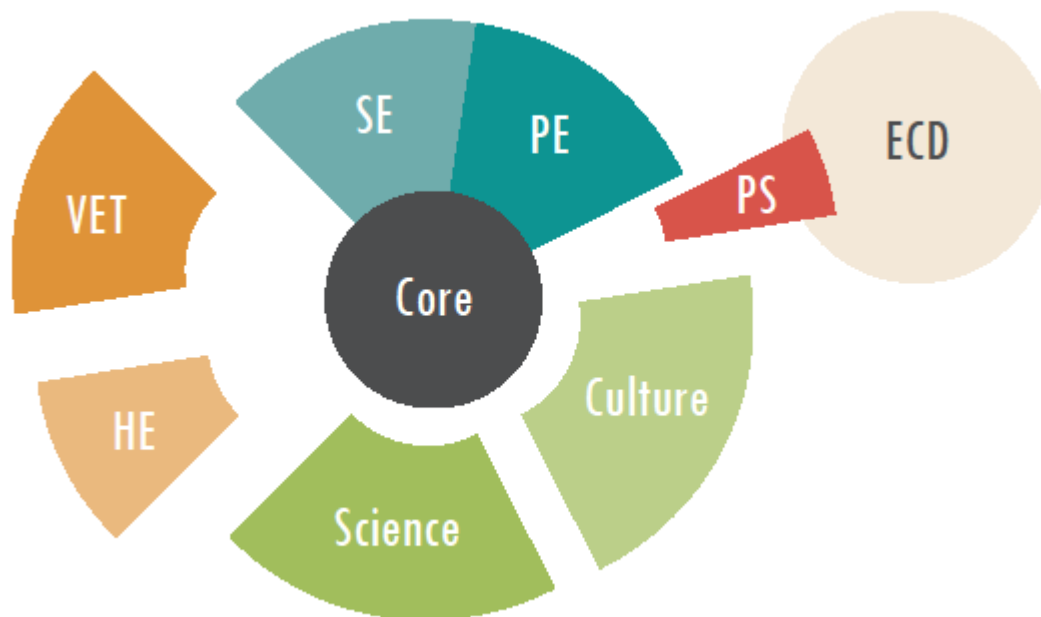 SE
PE
ECD
VET
PS
Core
Culture
HE
Science